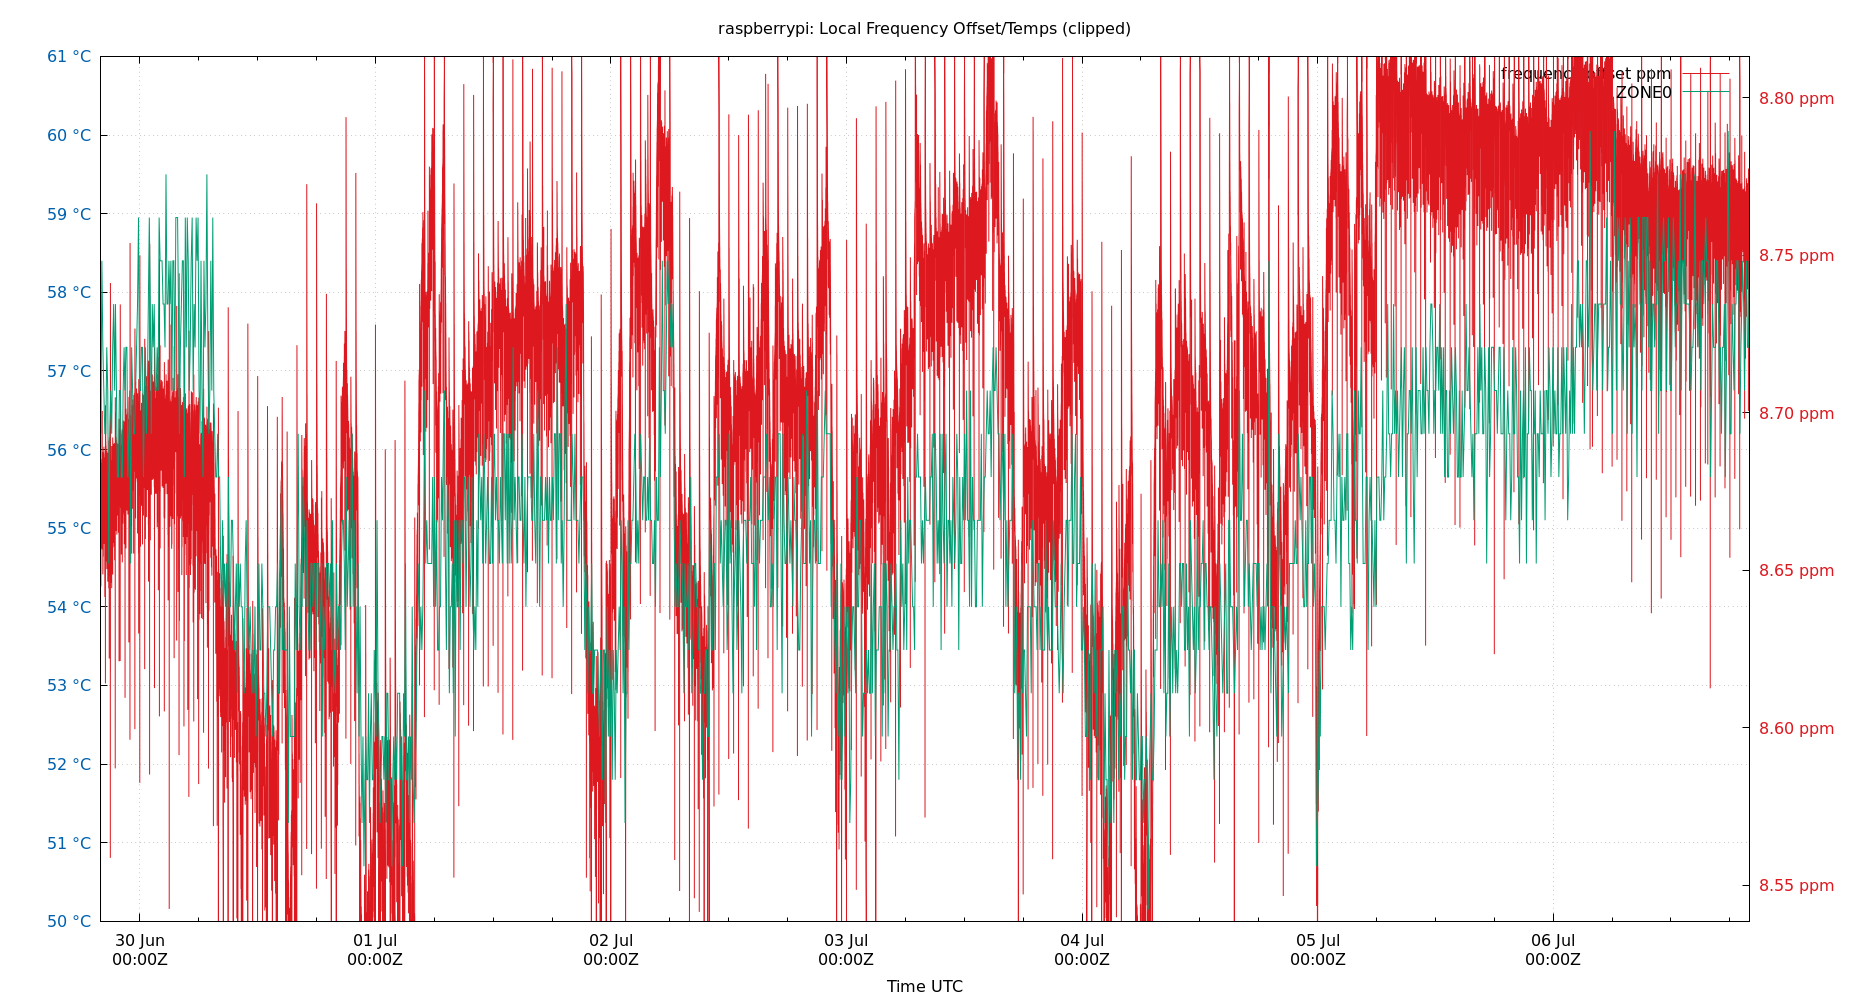 raspberrypi: Local Frequency Offset/Temps (clipped)
61 °C
60 °C
59 °C
58 °C
57 °C
56 °C
55 °C
54 °C
53 °C
52 °C
51 °C
50 °C
frequency offset ppm
ZONE0
8.80 ppm
8.75 ppm
8.70 ppm
8.65 ppm
8.60 ppm
8.55 ppm
30 Jun 01 Jul 02 Jul 03 Jul 04 Jul 05 Jul 06 Jul
00:00Z 00:00Z 00:00Z 00:00Z 00:00Z 00:00Z 00:00Z
Time UTC